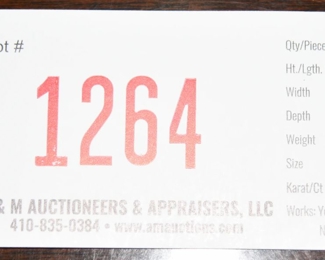 ot #
1264
& M AUCTIONEERS & APPRAISERS, LLC
410-835-0384 • www.amauctions.com
Qty/Piece
Ht./Lgth.
Width
Depth
Weight
Size
Karat/Ct
Works: Y
N